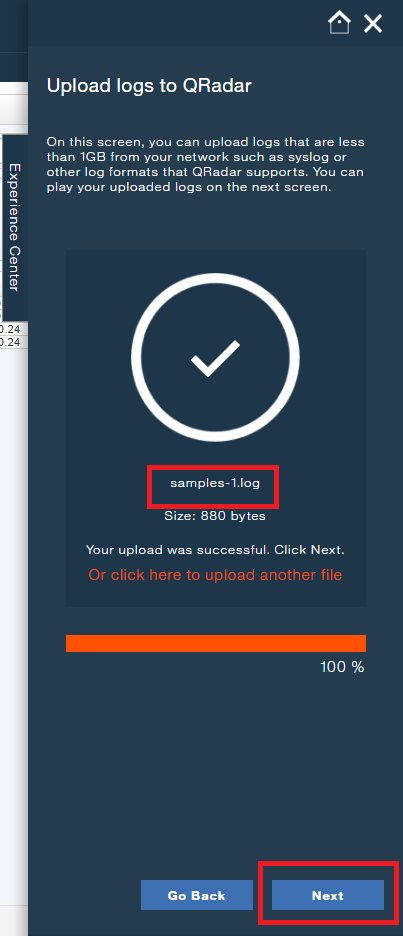 Upload logs to QRadar
On this screen, you can upload logs that are less
than 1GB from your network such as syslog or
other log formats that QRadar supports. You can
play your uploaded logs on the next screen.
Experience Center
0.24
0.24
samples-1.log
Size: 880 bytes
Your upload was successful. Click Next.
Or click here to upload another file
100 %
Go Back
Next